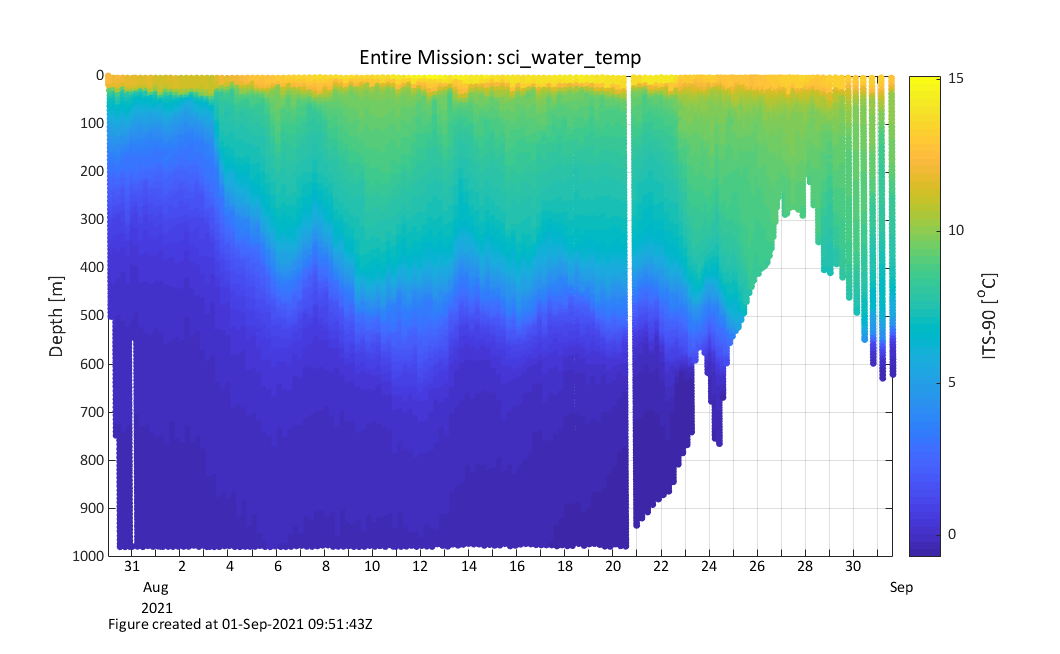 Entire Mission: sci_water_temp
0
100
200
300
400
500
600
700
800
900
1000
Depth [m]
31 2 4 6 8 10 12 14 16 18 20 22 24 26 28 30
Aug Sep
2021
Figure created at 01-Sep-2021 09:51:43Z
15
10
5
0
ITS-90 [°C]